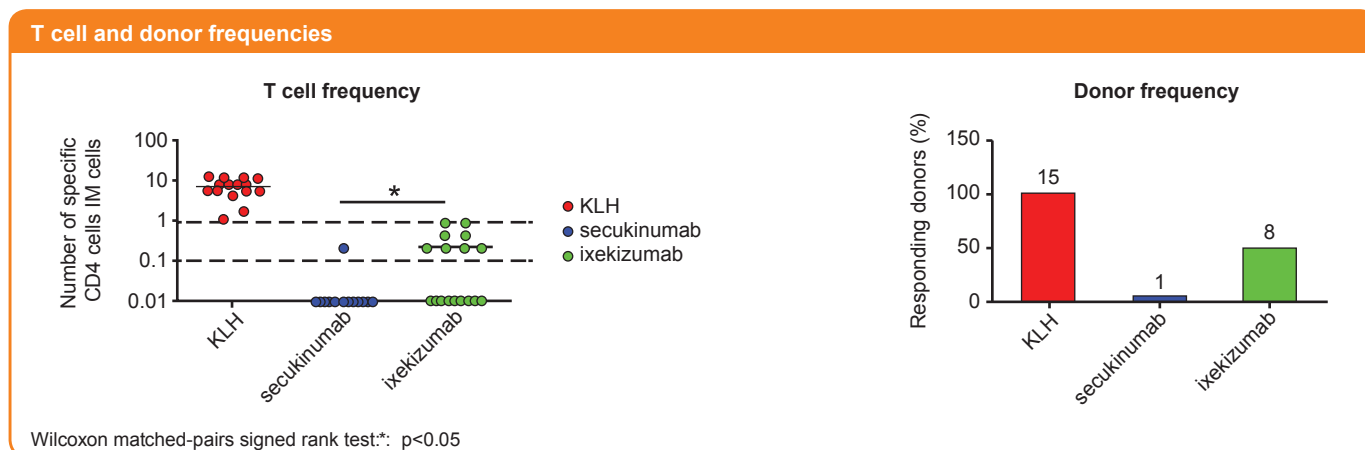 T cell and donor frequencies
T cell frequency
Number of specific
CD4 cells IM cells
100
10
1
0.1
0.01
*
KLH
secukinumab
ixekizumab
KLH
secukinumab
ixekizumab
Donor frequency
Responding donors (%)
150
100
50
0
15
1
8
KLH
secukinumab
ixekizumab
Wilcoxon matched-pairs signed rank test:*: p<0.05